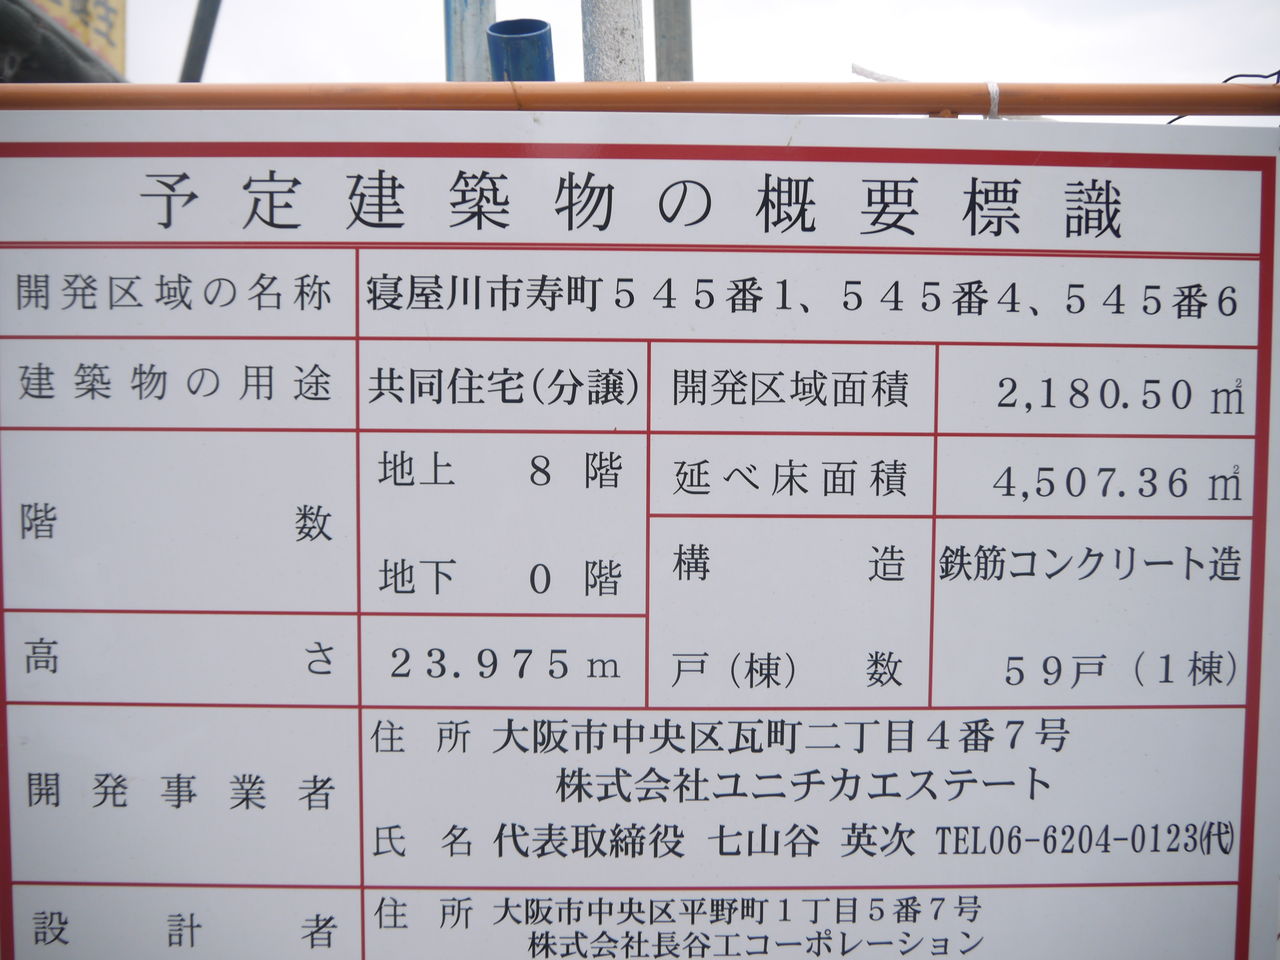 予定建築物の概要標識
開発区域の名称 寝屋川市寿町５４５番１、５４５番４、５４５番６
建築物の用途 共同住宅(分譲) 開発区域面積 2,180.50 ㎡
階数 地上 8 階
地下 0 階
延べ床面積 4,507.36 ㎡
構造 鉄筋コンクリート造
高さ 23.975ｍ
戸(棟)数 ５９戸(１棟)
開発事業者 住所 大阪市中央区瓦町二丁目４番７号
株式会社ユニチカエステート
氏名 代表取締役 七山谷 英次 TEL06-6204-0123㈹
設計者 住所 大阪市中央区平野町１丁目５番７号
株式会社長谷工コーポレーション